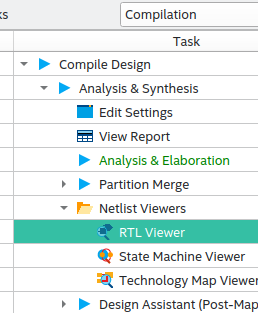 ks
Compilation
Task
Compile Design
Analysis & Synthesis
Edit Settings
View Report
Analysis & Elaboration
Partition Merge
Netlist Viewers
RTL Viewer
State Machine Viewer
Technology Map Viewer
Design Assistant (Post-Map